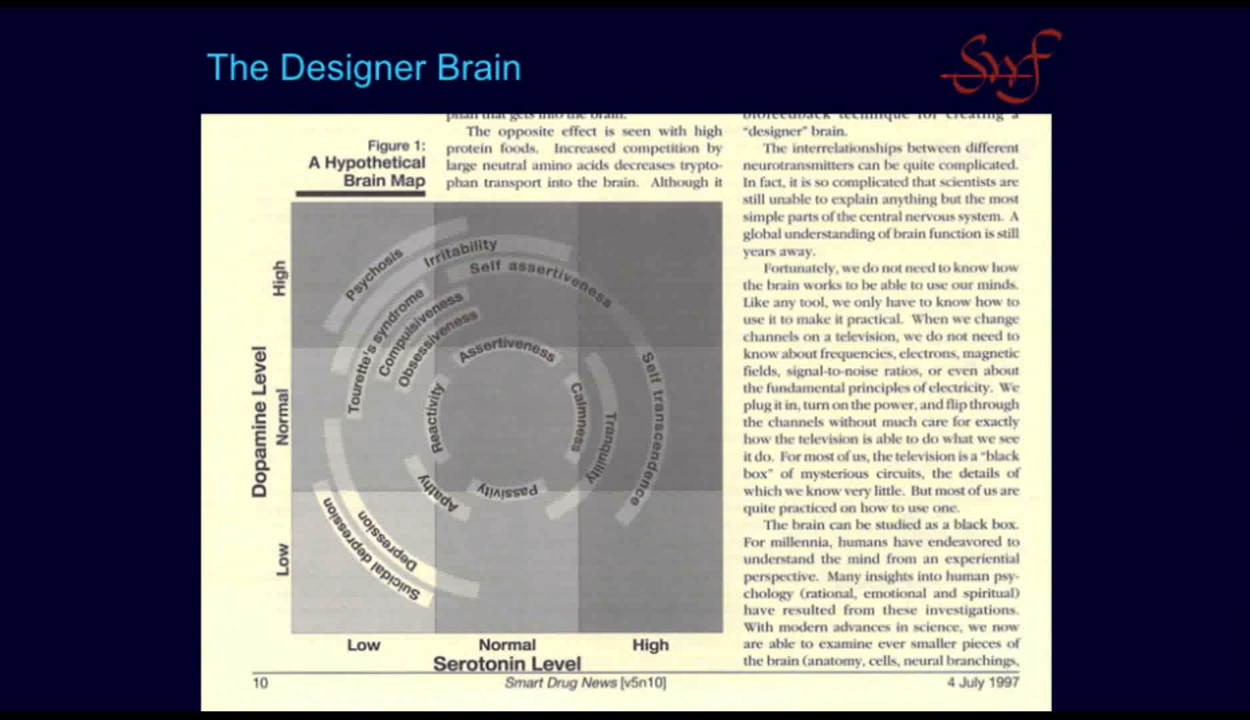 The Designer Brain
Swf
Figure 1:
A Hypothetical
Brain Map
phan that gets into the brain.
The opposite effect is seen with high
protein foods. Increased competition by
large neutral amino acids decreases trypto-
phan transport into the brain. Although it
Dopamine Level
High
Normal
Low
Psychosis
Irritability
Self assertiveness
Tourette's syndrome
Compulsiveness
Obsessiveness
Assertiveness
Reactivity
Calmness
Tranquility
Self transcendence
Apathy
Passivity
Depression
Suicidal depression
Low
Normal
High
Serotonin Level
biofeedback technique for creating a
"designer" brain.
The interrelationships between different
neurotransmitters can be quite complicated.
In fact, it is so complicated that scientists are
still unable to explain anything but the most
simple parts of the central nervous system. A
global understanding of brain function is still
years away.
Fortunately, we do not need to know how
the brain works to be able to use our minds.
Like any tool, we only have to know how to
use it to make it practical. When we change
channels on a television, we do not need to
know about frequencies, electrons, magnetic
fields, signal-to-noise ratios, or even about
the fundamental principles of electricity. We
plug it in, turn on the power, and flip through
the channels without much care for exactly
how the television is able to do what we see
it do. For most of us, the television is a "black
box" of mysterious circuits, the details of
which we know very little. But most of us are
quite practiced on how to use one.
The brain can be studied as a black box.
For millennia, humans have endeavored to
understand the mind from an experiential
perspective. Many insights into human psy-
chology (rational, emotional and spiritual)
have resulted from these investigations.
With modern advances in science, we now
are able to examine ever smaller pieces of
the brain (anatomy, cells, neural branchings,
10
Smart Drug News [v5n10]
4 July 1997